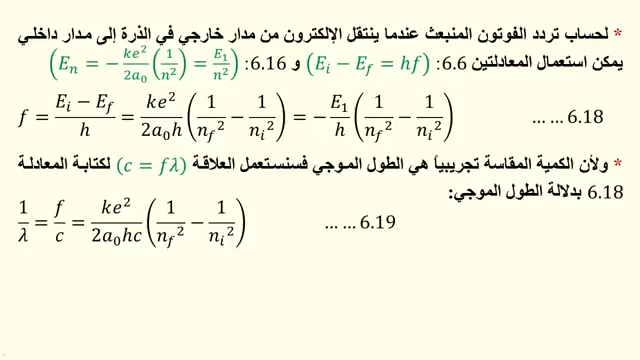 * لحساب تردد الفوتون المنبعث عندما ينتقل الإلكترون من مدار خارجي في الذرة إلى مدار داخلي
يمكن استعمال المعادلتين 6.6: (E_i − E_f = hf) و 6.16: (E_n = −ke²/2a₀ (1/n²) = E₁/n²)
f = (E_i − E_f)/h = ke²/2a₀h (1/n_f² − 1/n_i²) = −E₁/h (1/n_f² − 1/n_i²) … … 6.18
* ولأن الكمية المقاسة تجريبياً هي الطول الموجي فسنستعمل العلاقة (c = fλ) لكتابة المعادلة
6.18 بدلالة الطول الموجي:
1/λ = f/c = ke²/2a₀hc (1/n_f² − 1/n_i²) … … 6.19